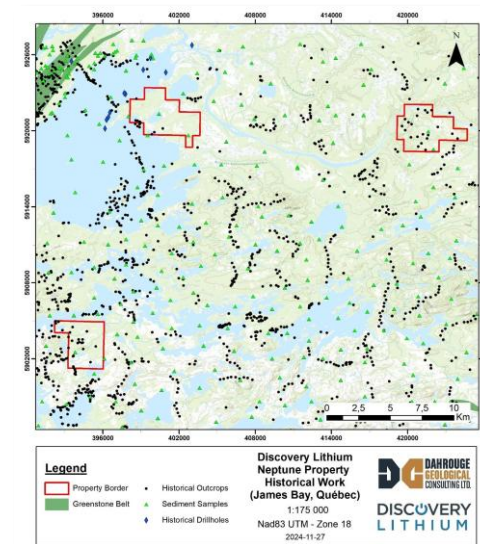 396000 402000 408000 414000 420000
5926000
5920000
5914000
5908000
5902000
N
0 2,5 5 7,5 10
Km
396000 402000 408000 414000 420000
Legend
Property Border
Greenstone Belt
Historical Outcrops
Sediment Samples
Historical Drillholes
Discovery Lithium
Neptune Property
Historical Work
(James Bay, Québec)
1:175 000
Nad83 UTM - Zone 18
2024-11-27
DAHROUGE
GEOLOGICAL
CONSULTING LTD.
DISCOVERY
LITHIUM